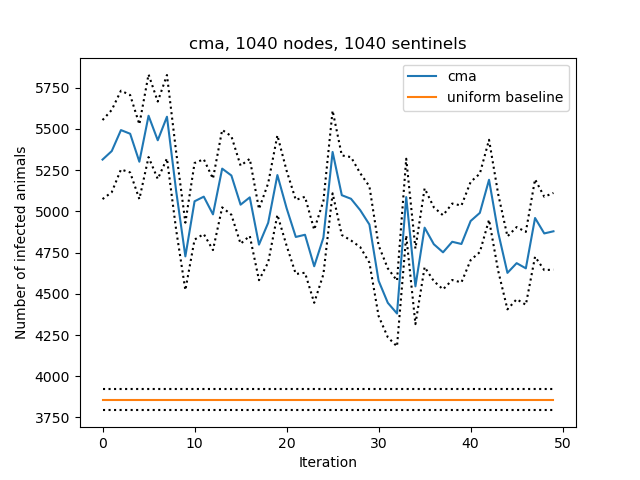 cma, 1040 nodes, 1040 sentinels
cma
uniform baseline
Number of infected animals
5750
5500
5250
5000
4750
4500
4250
4000
3750
0 10 20 30 40 50
Iteration